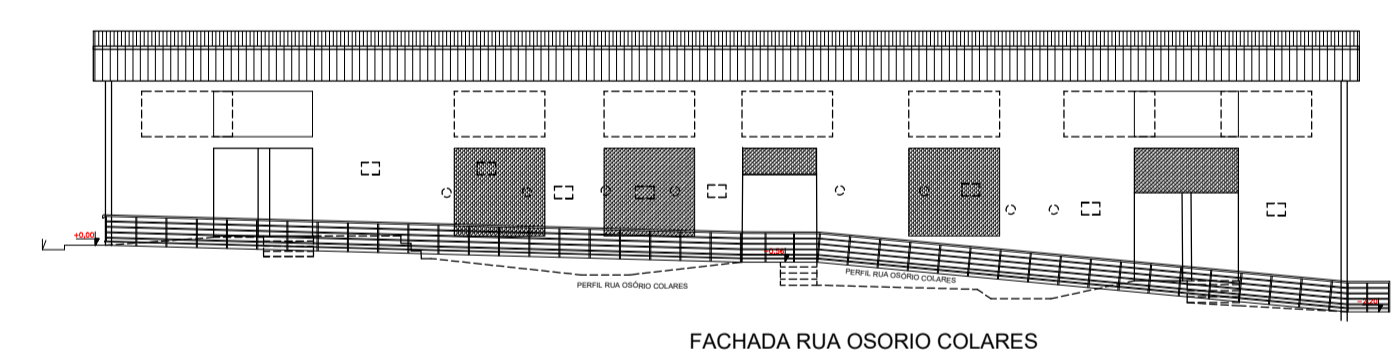 +0,00
PERFIL RUA OSÓRIO COLARES
PERFIL RUA OSÓRIO COLARES
FACHADA RUA OSORIO COLARES